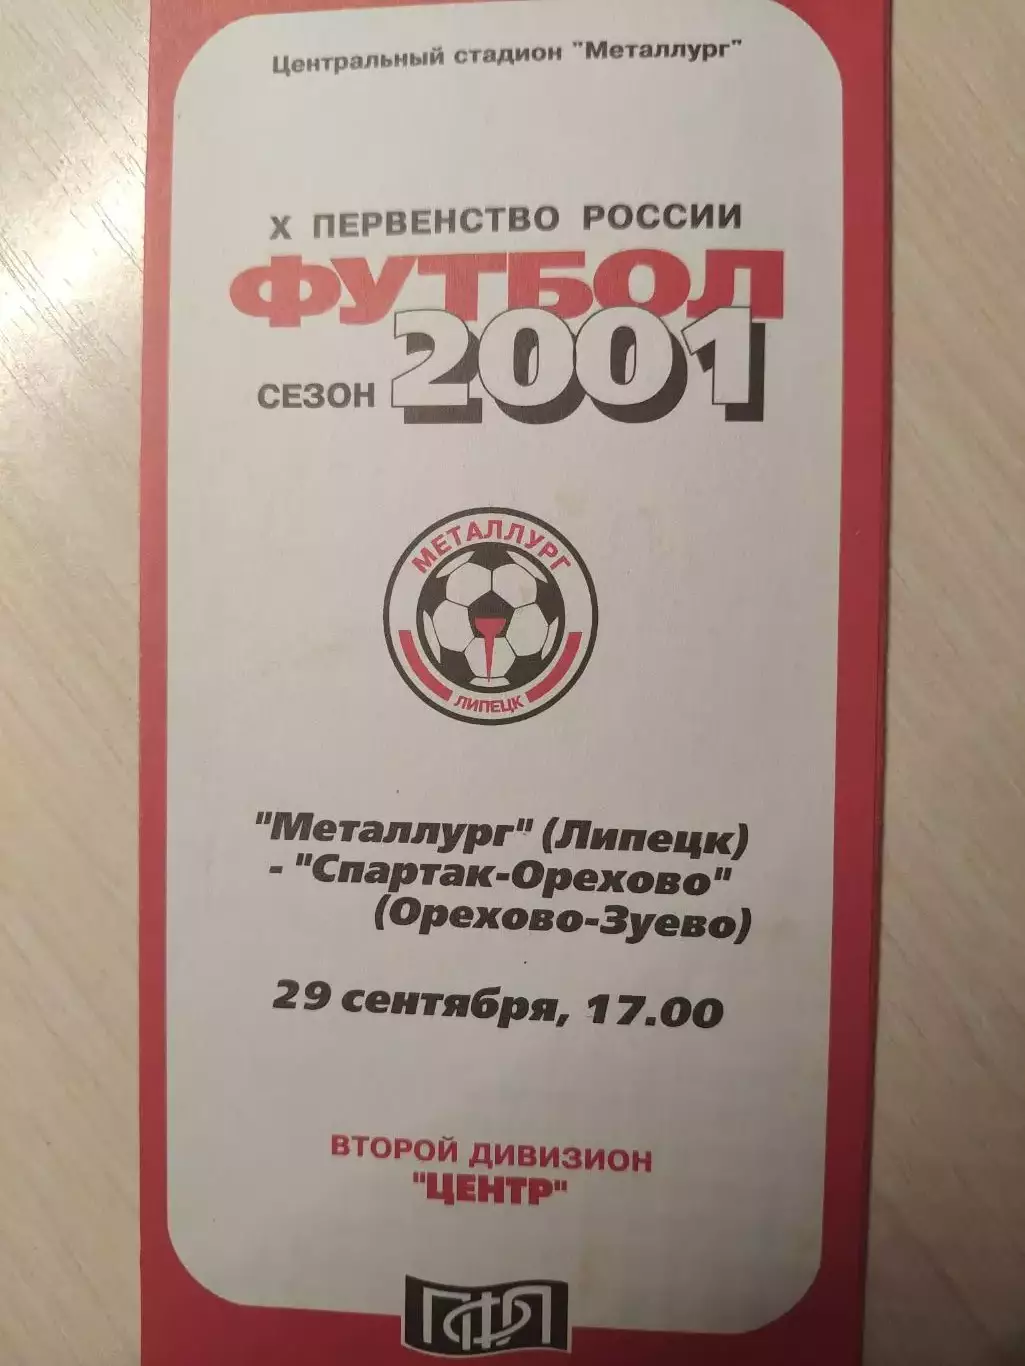 Центральный стадион "Металлург"
X ПЕРВЕНСТВО РОССИИ
ФУТБОЛ
СЕЗОН 2001
МЕТАЛЛУРГ
ЛИПЕЦК
"Металлург" (Липецк)
- "Спартак-Орехово"
(Орехово-Зуево)
29 сентября, 17.00
ВТОРОЙ ДИВИЗИОН
"ЦЕНТР"
ПФЛ